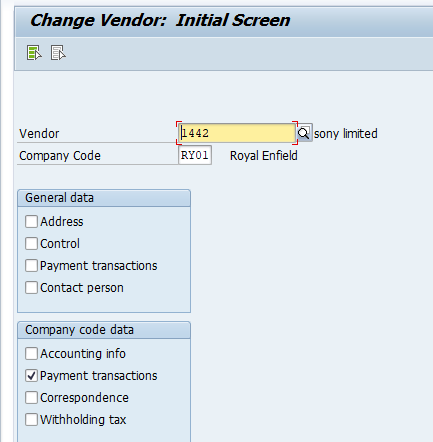 Change Vendor: Initial Screen
Vendor 1442 sony limited
Company Code RY01 Royal Enfield
General data
Address
Control
Payment transactions
Contact person
Company code data
Accounting info
Payment transactions
Correspondence
Withholding tax